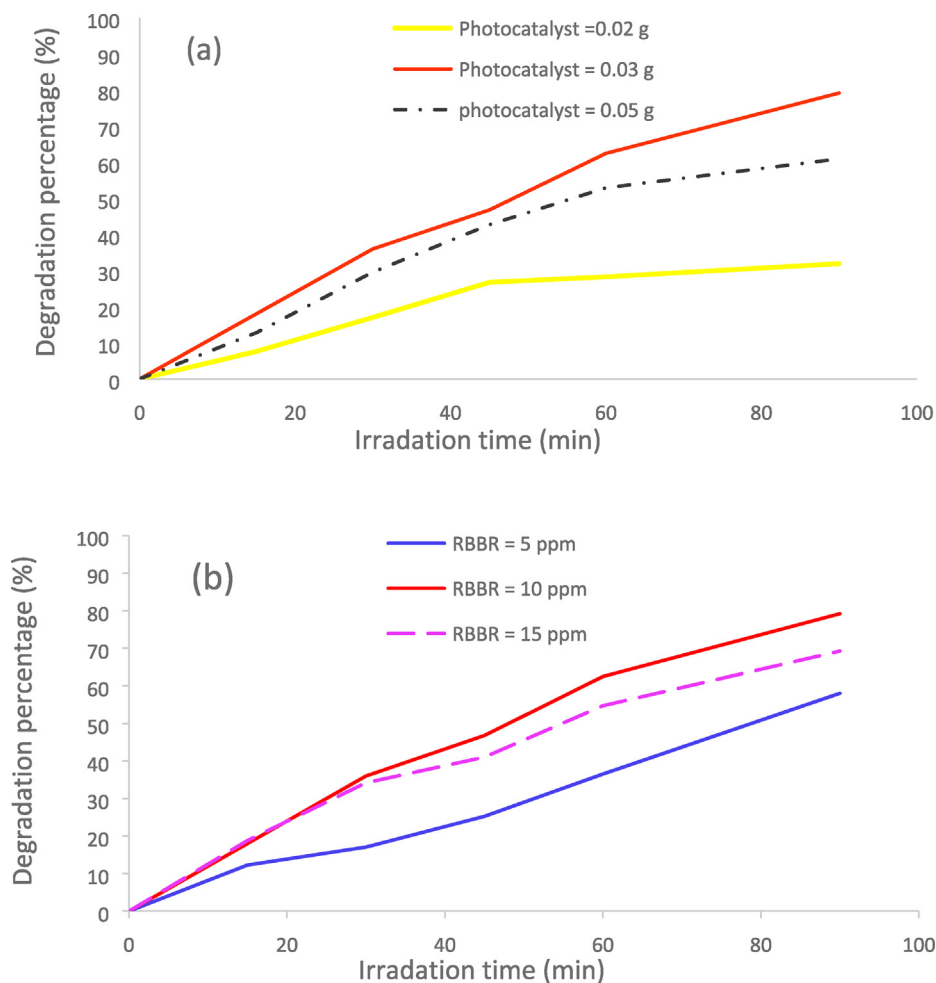 (a)
Photocatalyst =0.02 g
Photocatalyst = 0.03 g
photocatalyst = 0.05 g
Degradation percentage (%)
100
90
80
70
60
50
40
30
20
10
0
0 20 40 60 80 100
Irradation time (min)
(b)
RBBR = 5 ppm
RBBR = 10 ppm
RBBR = 15 ppm
Degradation percentage (%)
100
90
80
70
60
50
40
30
20
10
0
0 20 40 60 80 100
Irradation time (min)